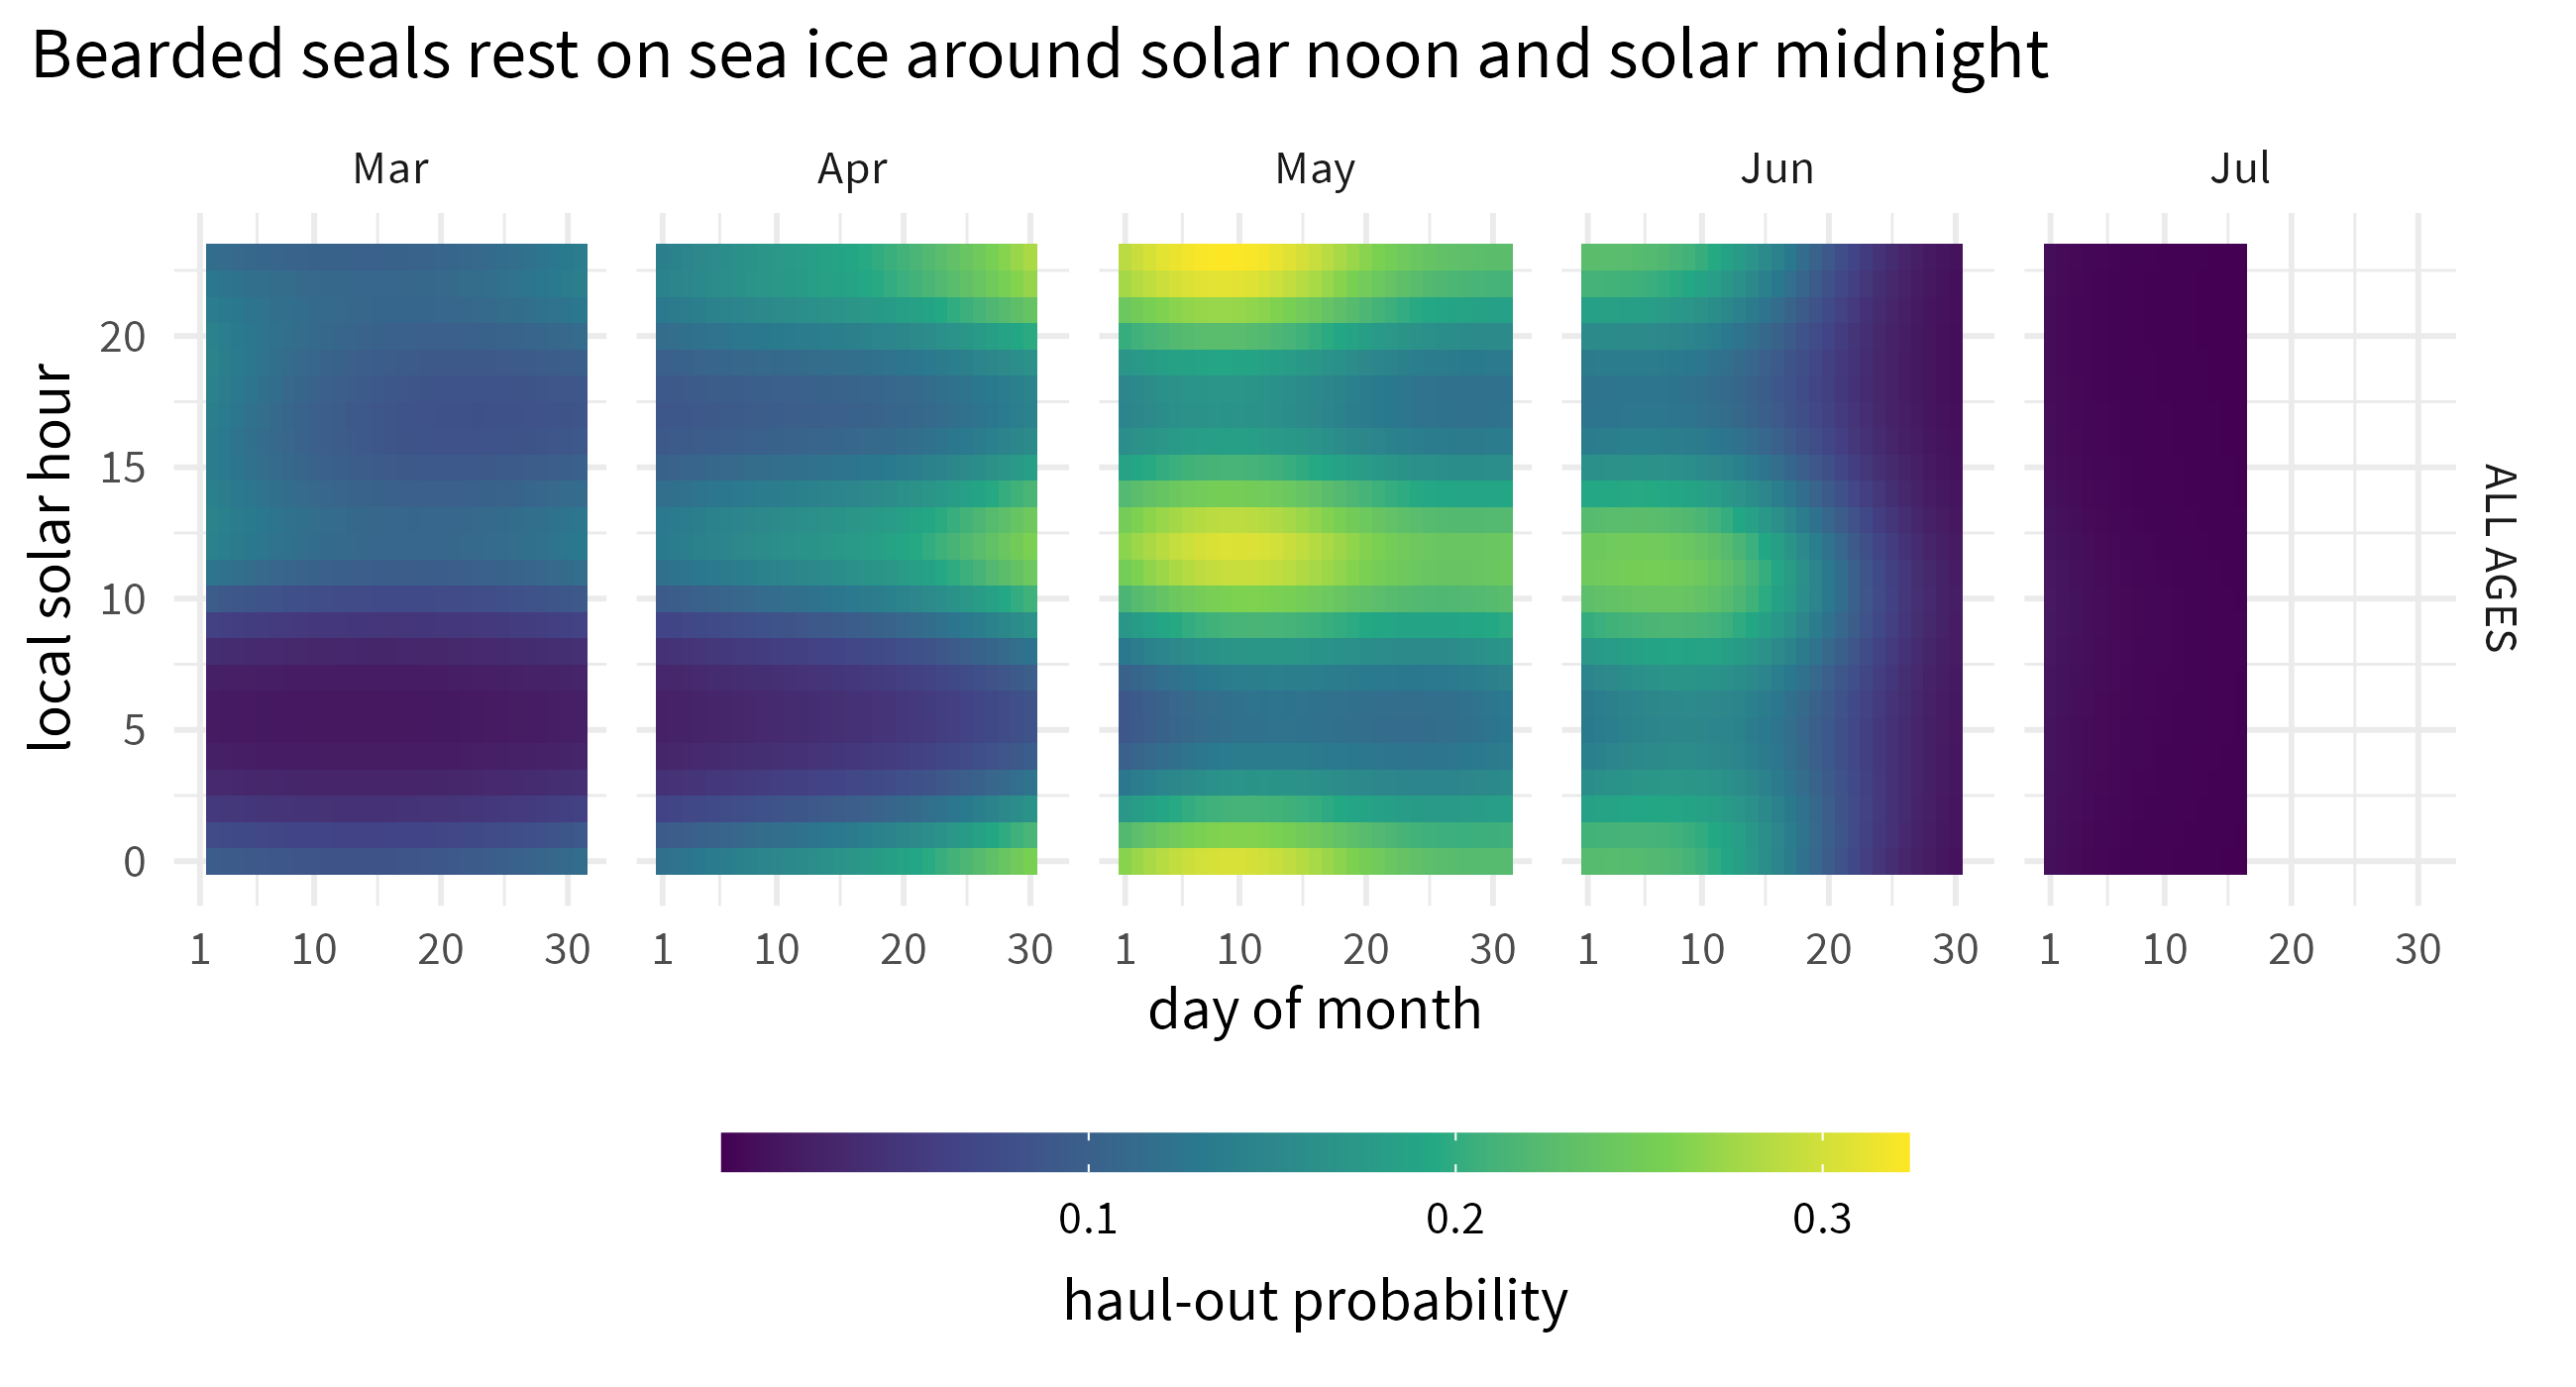 Bearded seals rest on sea ice around solar noon and solar midnight
Mar Apr May Jun Jul
local solar hour
20
15
10
5
0
ALL AGES
1 10 20 30 1 10 20 30 1 10 20 30 1 10 20 30 1 10 20 30
day of month
0.1 0.2 0.3
haul-out probability